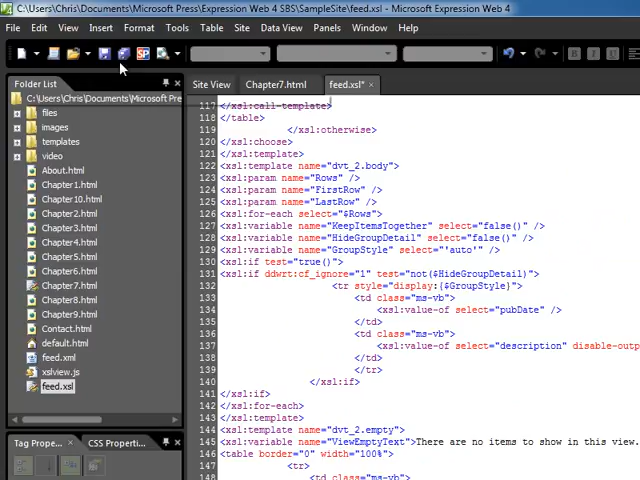 C:\Users\Chris\Documents\Microsoft Press\Expression Web 4 SBS\SampleSite\feed.xsl) - Microsoft Expression Web 4
File Edit View Insert Format Tools Table Site Data View Panels Window Help
Folder List
Site View Chapter7.html feed.xsl* ×
C:\Users\Chris\Documents\Microsoft Pre
files
images
templates
video
About.html
Chapter1.html
Chapter10.html
Chapter2.html
Chapter3.html
Chapter4.html
Chapter5.html
Chapter6.html
Chapter7.html
Chapter8.html
Chapter9.html
Contact.html
default.html
feed.xml
xslview.js
feed.xsl
Tag Prope... × CSS Properti...
117 </xsl:call-template>
118 </table>
119 </xsl:otherwise>
120 </xsl:choose>
121 </xsl:template>
122 <xsl:template name="dvt_2.body">
123 <xsl:param name="Rows" />
124 <xsl:param name="FirstRow" />
125 <xsl:param name="LastRow" />
126 <xsl:for-each select="$Rows">
127 <xsl:variable name="KeepItemsTogether" select="false()" />
128 <xsl:variable name="HideGroupDetail" select="false()" />
129 <xsl:variable name="GroupStyle" select="'auto'" />
130 <xsl:if test="true()">
131 <xsl:if ddwrt:cf_ignore="1" test="not($HideGroupDetail)">
132 <tr style="display:{$GroupStyle}">
133 <td class="ms-vb">
134 <xsl:value-of select="pubDate" />
135 </td>
136 <td class="ms-vb">
137 <xsl:value-of select="description" disable-outp
138 </td>
139 </tr>
140 </xsl:if>
141 </xsl:if>
142 </xsl:for-each>
143 </xsl:template>
144 <xsl:template name="dvt_2.empty">
145 <xsl:variable name="ViewEmptyText">There are no items to show in this view.
146 <table border="0" width="100%">
147 <tr>
148 <td class="ms-vb">